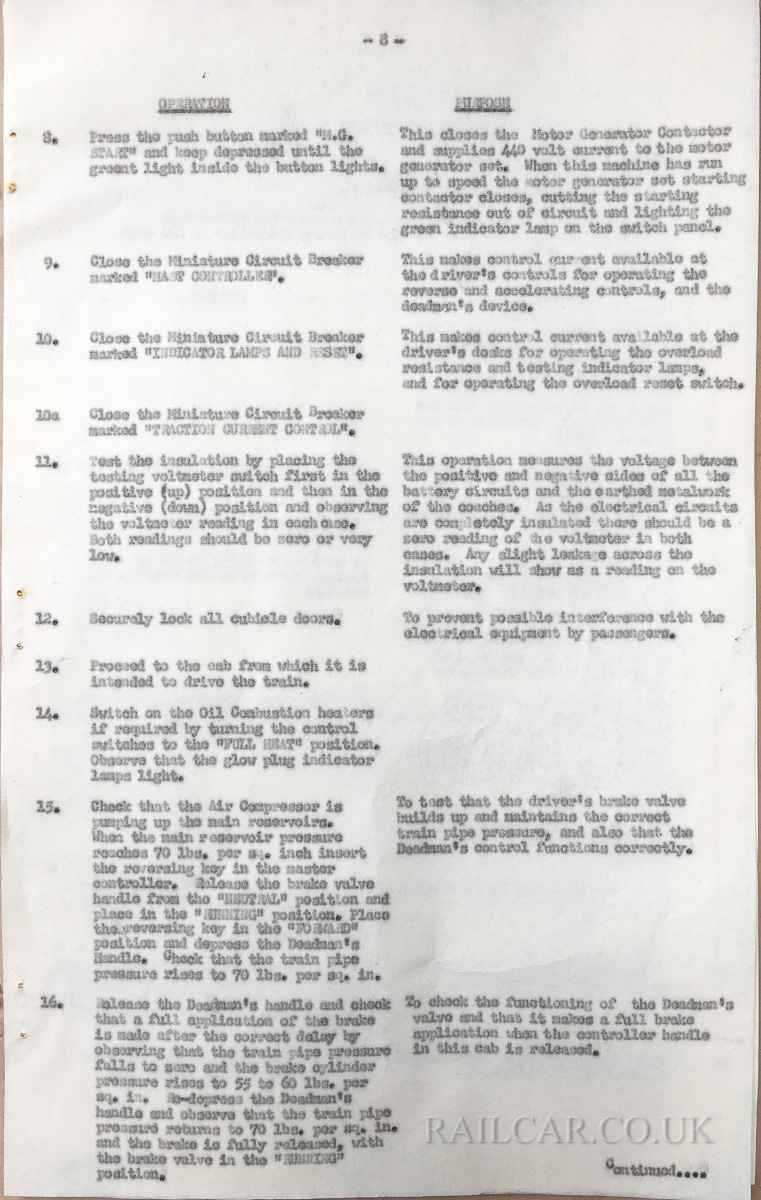 - 8 -
OPERATION
PURPOSE
8. Press the push button marked "M.G.
START" and keep depressed until the
greent light inside the button lights.
This closes the Motor Generator Contactor
and supplies 440 volt current to the motor
generator set. When this machine has run
up to speed the motor generator set starting
contactor closes, cutting the starting
resistance out of circuit and lighting the
green indicator lamp on the switch panel.
9. Close the Miniature Circuit Breaker
marked "MAST CONTROLLER".
This makes control current available at
the driver's controls for operating the
reverse and accelerating controls, and the
deadman's device.
10. Close the Miniature Circuit Breaker
marked "INDICATOR LAMPS AND RESET".
This makes control current available at the
driver's desks for operating the overload
resistance and testing indicator lamps,
and for operating the overload reset switch.
10a Close the Miniature Circuit Breaker
marked "TRACTION CURRENT CONTROL".
11. Test the insulation by placing the
testing voltmeter switch first in the
positive (up) position and then in the
negative (down) position and observing
the voltmeter reading in each case.
Both readings should be zero or very
low.
This operation measures the voltage between
the positive and negative sides of all the
battery circuits and the earthed metalwork
of the coaches. As the electrical circuits
are completely insulated there should be a
zero reading of the voltmeter in both
cases. Any slight leakage across the
insulation will show as a reading on the
voltmeter.
12. Securely lock all cubicle doors.
To prevent possible interference with the
electrical equipment by passengers.
13. Proceed to the cab from which it is
intended to drive the train.
14. Switch on the Oil Combustion heaters
if required by turning the control
switches to the "FULL HEAT" position.
Observe that the glow plug indicator
lamps light.
15. Check that the Air Compressor is
pumping up the main reservoirs.
When the main reservoir pressure
reaches 70 lbs. per sq. inch insert
the reversing key in the master
controller. Release the brake valve
handle from the "NEUTRAL" position and
place in the "RUNNING" position. Place
the reversing key in the "FORWARD"
position and depress the Deadman's
Handle. Check that the train pipe
pressure rises to 70 lbs. per sq. in.
To test that the driver's brake valve
builds up and maintains the correct
train pipe pressure, and also that the
Deadman's control functions correctly.
16. Release the Deadman's handle and check
that a full application of the brake
is made after the correct delay by
observing that the train pipe pressure
falls to zero and the brake cylinder
pressure rises to 55 to 60 lbs. per
sq. in. Re-depress the Deadman's
handle and observe that the train pipe
pressure returns to 70 lbs. per sq. in.
and the brake is fully released, with
the brake valve in the "RUNNING"
position.
To check the functioning of the Deadman's
valve and that it makes a full brake
application when the controller handle
in this cab is released.
RAILCAR.CO.UK
Continued....